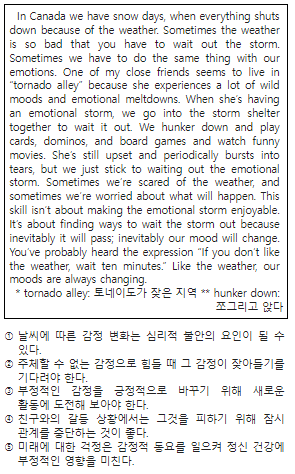 In Canada we have snow days, when everything shuts
down because of the weather. Sometimes the weather
is so bad that you have to wait out the storm.
Sometimes we have to do the same thing with our
emotions. One of my close friends seems to live in
“tornado alley” because she experiences a lot of wild
moods and emotional meltdowns. When she’s having
an emotional storm, we go into the storm shelter
together to wait it out. We hunker down and play
cards, dominos, and board games and watch funny
movies. She’s still upset and periodically bursts into
tears, but we just stick to waiting out the emotional
storm. Sometimes we’re scared of the weather, and
sometimes we’re worried about what will happen. This
skill isn’t about making the emotional storm enjoyable.
It’s about finding ways to wait the storm out because
inevitably it will pass; inevitably our mood will change.
You’ve probably heard the expression “If you don’t like
the weather, wait ten minutes.” Like the weather, our
moods are always changing.
* tornado alley: 토네이도가 잦은 지역 ** hunker down:
쪼그리고 앉다
① 날씨에 따른 감정 변화는 심리적 불안의 요인이 될 수
있다.
② 주체할 수 없는 감정으로 힘들 때 그 감정이 잦아들기를
기다려야 한다.
③ 부정적인 감정을 긍정적으로 바꾸기 위해 새로운
활동에 도전해 보아야 한다.
④ 친구와의 갈등 상황에서는 그것을 피하기 위해 잠시
관계를 중단하는 것이 좋다.
⑤ 미래에 대한 걱정은 감정적 동요를 일으켜 정신 건강에
부정적인 영향을 미친다.